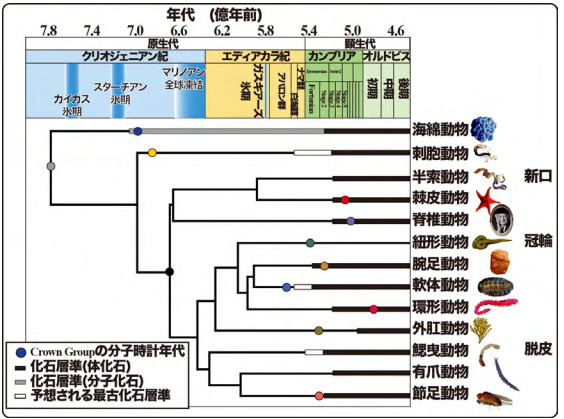 年代 (億年前)
7.8 7.4 7.0 6.6 6.2 5.8 5.4 5.0 4.6
原生代 顕生代
クリオジェニアン紀 エディアカラ紀 カンブリア オルドビス
カイガス氷期
スターチアン氷期
マリノアン全球凍結
ガスキアーズ氷期
アバロン群
白海群
ナマ群
Fortunian
初期
中期
後期
海綿動物
刺胞動物
半索動物 新口
棘皮動物
脊椎動物
紐形動物 冠輪
腕足動物
軟体動物
環形動物
外肛動物
鰓曳動物 脱皮
有爪動物
節足動物
Crown Groupの分子時計年代
化石層準(体化石)
化石層準(分子化石)
予想される最古化石層準